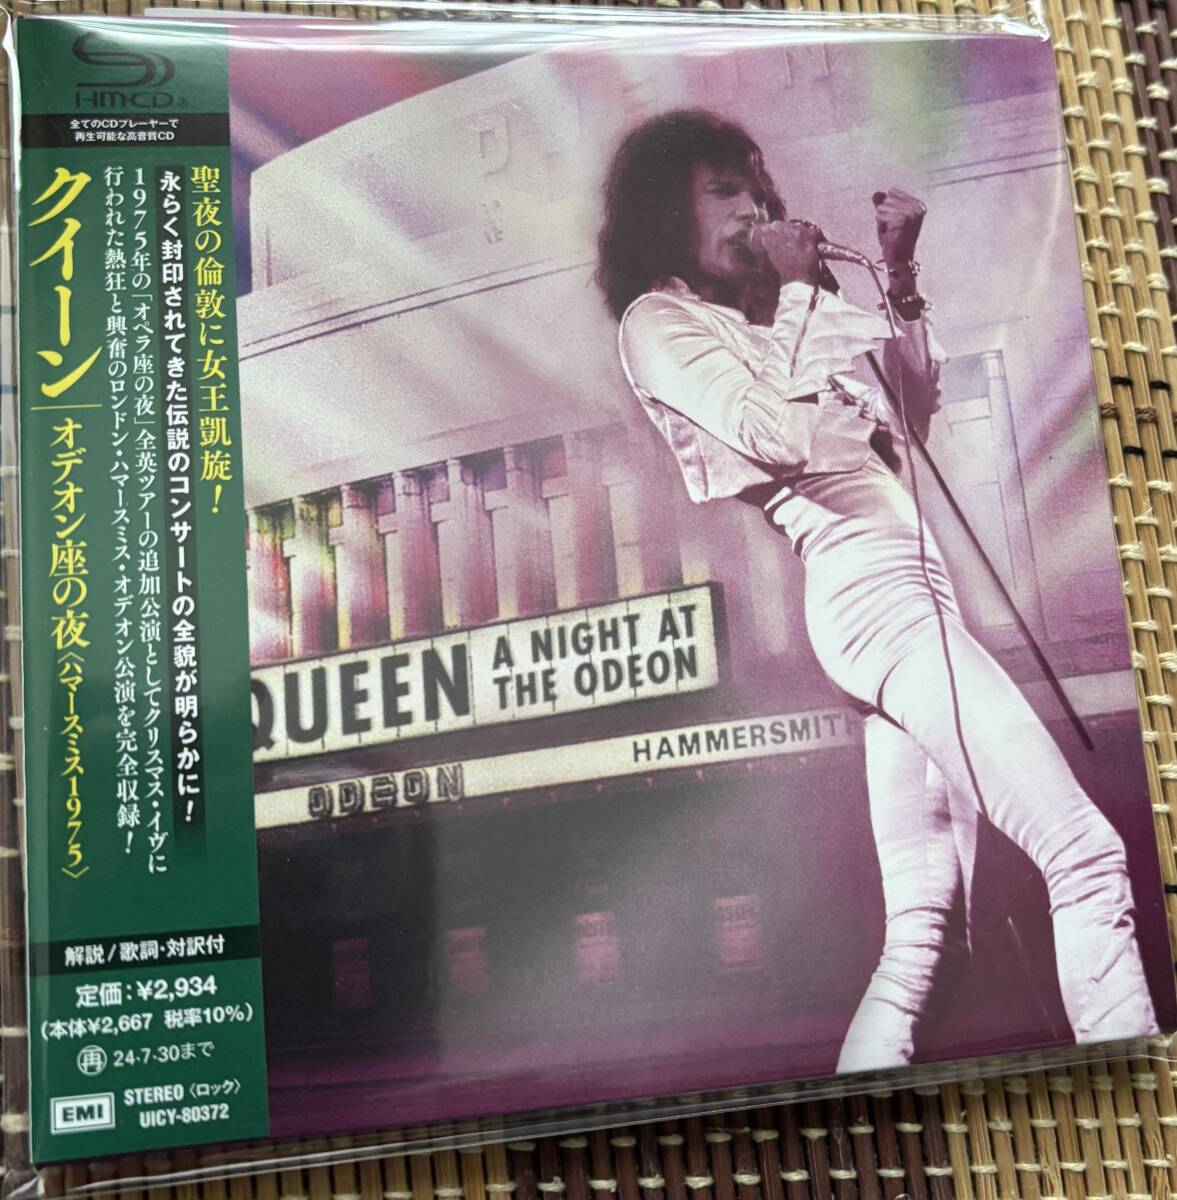 SHM-CD®
全てのCDプレーヤーで
再生可能な高音質CD
聖夜の倫敦に女王凱旋！
永らく封印されてきた伝説のコンサートの全貌が明らかに！
1975年の「オペラ座の夜」全英ツアーの追加公演としてクリスマス・イヴに
行われた熱狂と興奮のロンドン・ハマースミス・オデオン公演を完全収録！
クイーン│オデオン座の夜〈ハマースミス1975〉
解説/歌詞・対訳付
定価:¥2,934
(本体¥2,667 税率10%)
再 24・7・30まで
EMI
STEREO〈ロック〉
UICY-80372
QUEEN
A NIGHT AT
THE ODEON
HAMMERSMITH
ODEON